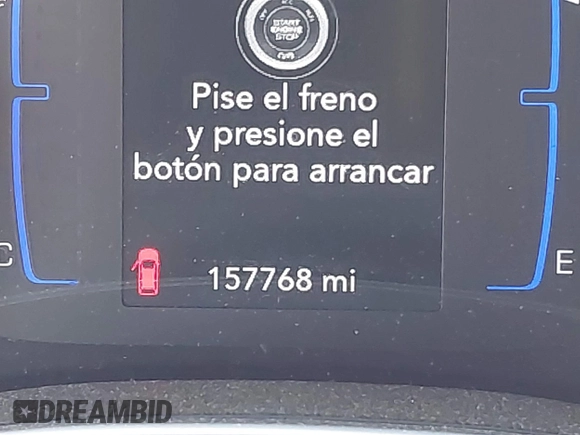 START
ENGINE
STOP
Pise el freno
y presione el
botón para arrancar
157768 mi
C
E
DREAMBID